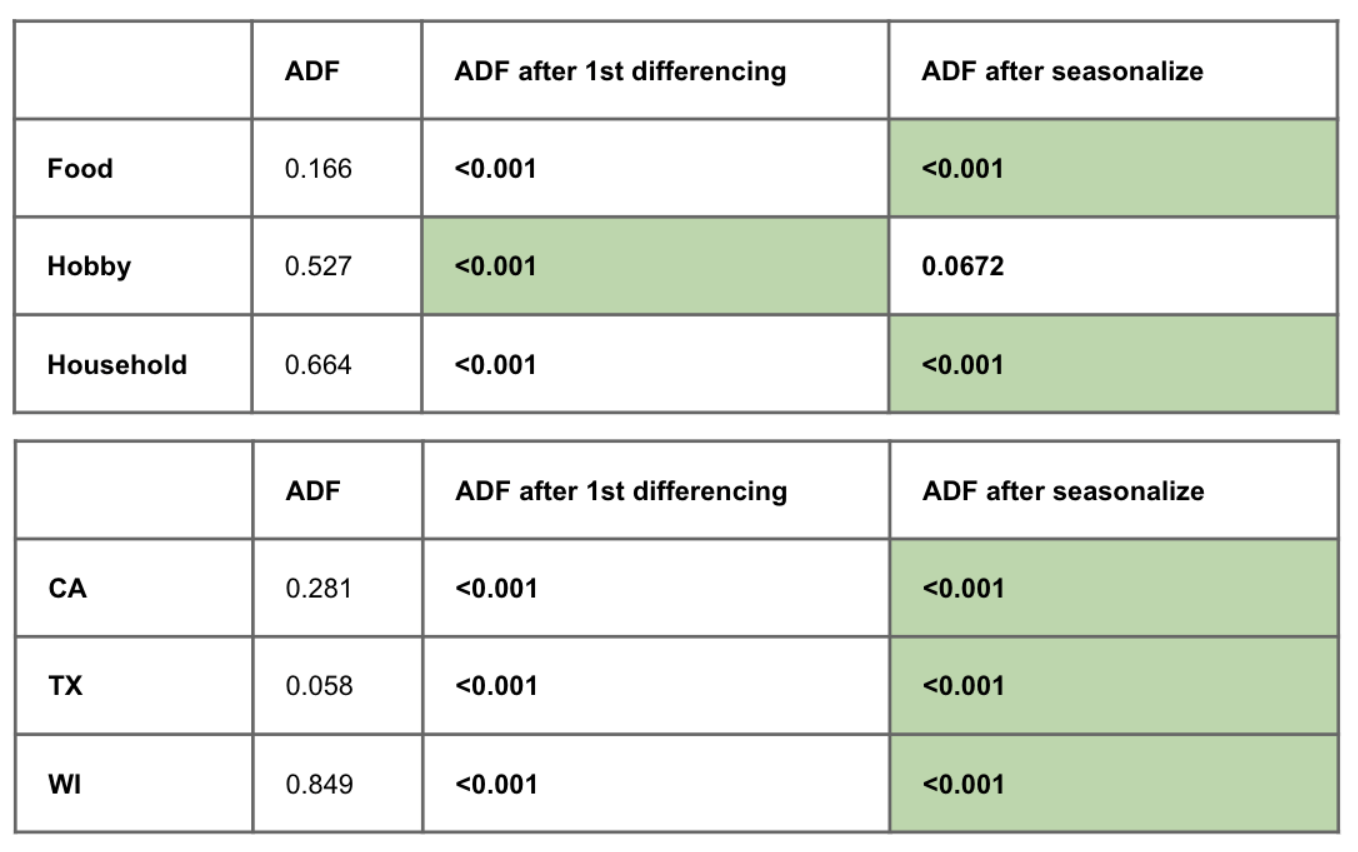 ADF ADF after 1st differencing ADF after seasonalize
Food 0.166 <0.001 <0.001
Hobby 0.527 <0.001 0.0672
Household 0.664 <0.001 <0.001
ADF ADF after 1st differencing ADF after seasonalize
CA 0.281 <0.001 <0.001
TX 0.058 <0.001 <0.001
WI 0.849 <0.001 <0.001